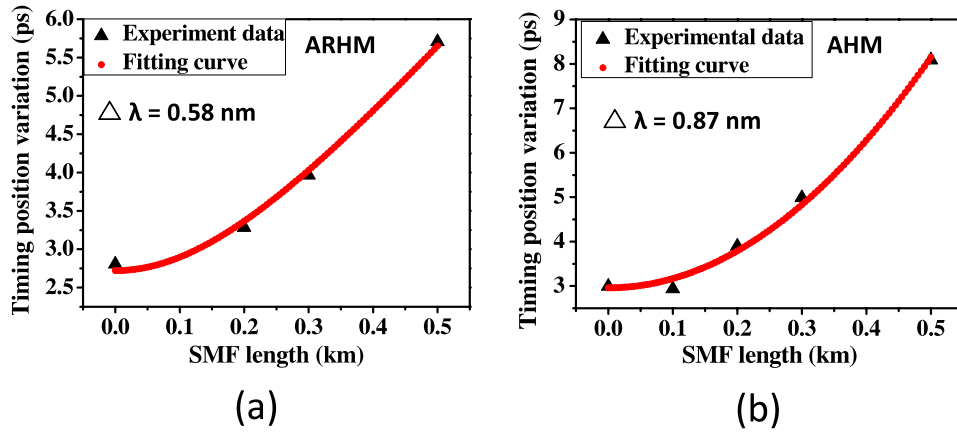 6.0
5.5
5.0
4.5
4.0
3.5
3.0
2.5
Timing position variation (ps)
▲ Experiment data
Fitting curve
ARHM
△ λ = 0.58 nm
0.0 0.1 0.2 0.3 0.4 0.5
SMF length (km)
(a)
9
8
7
6
5
4
3
Timing position variation (ps)
▲ Experimental data
Fitting curve
AHM
△ λ = 0.87 nm
0.0 0.1 0.2 0.3 0.4 0.5
SMF length (km)
(b)